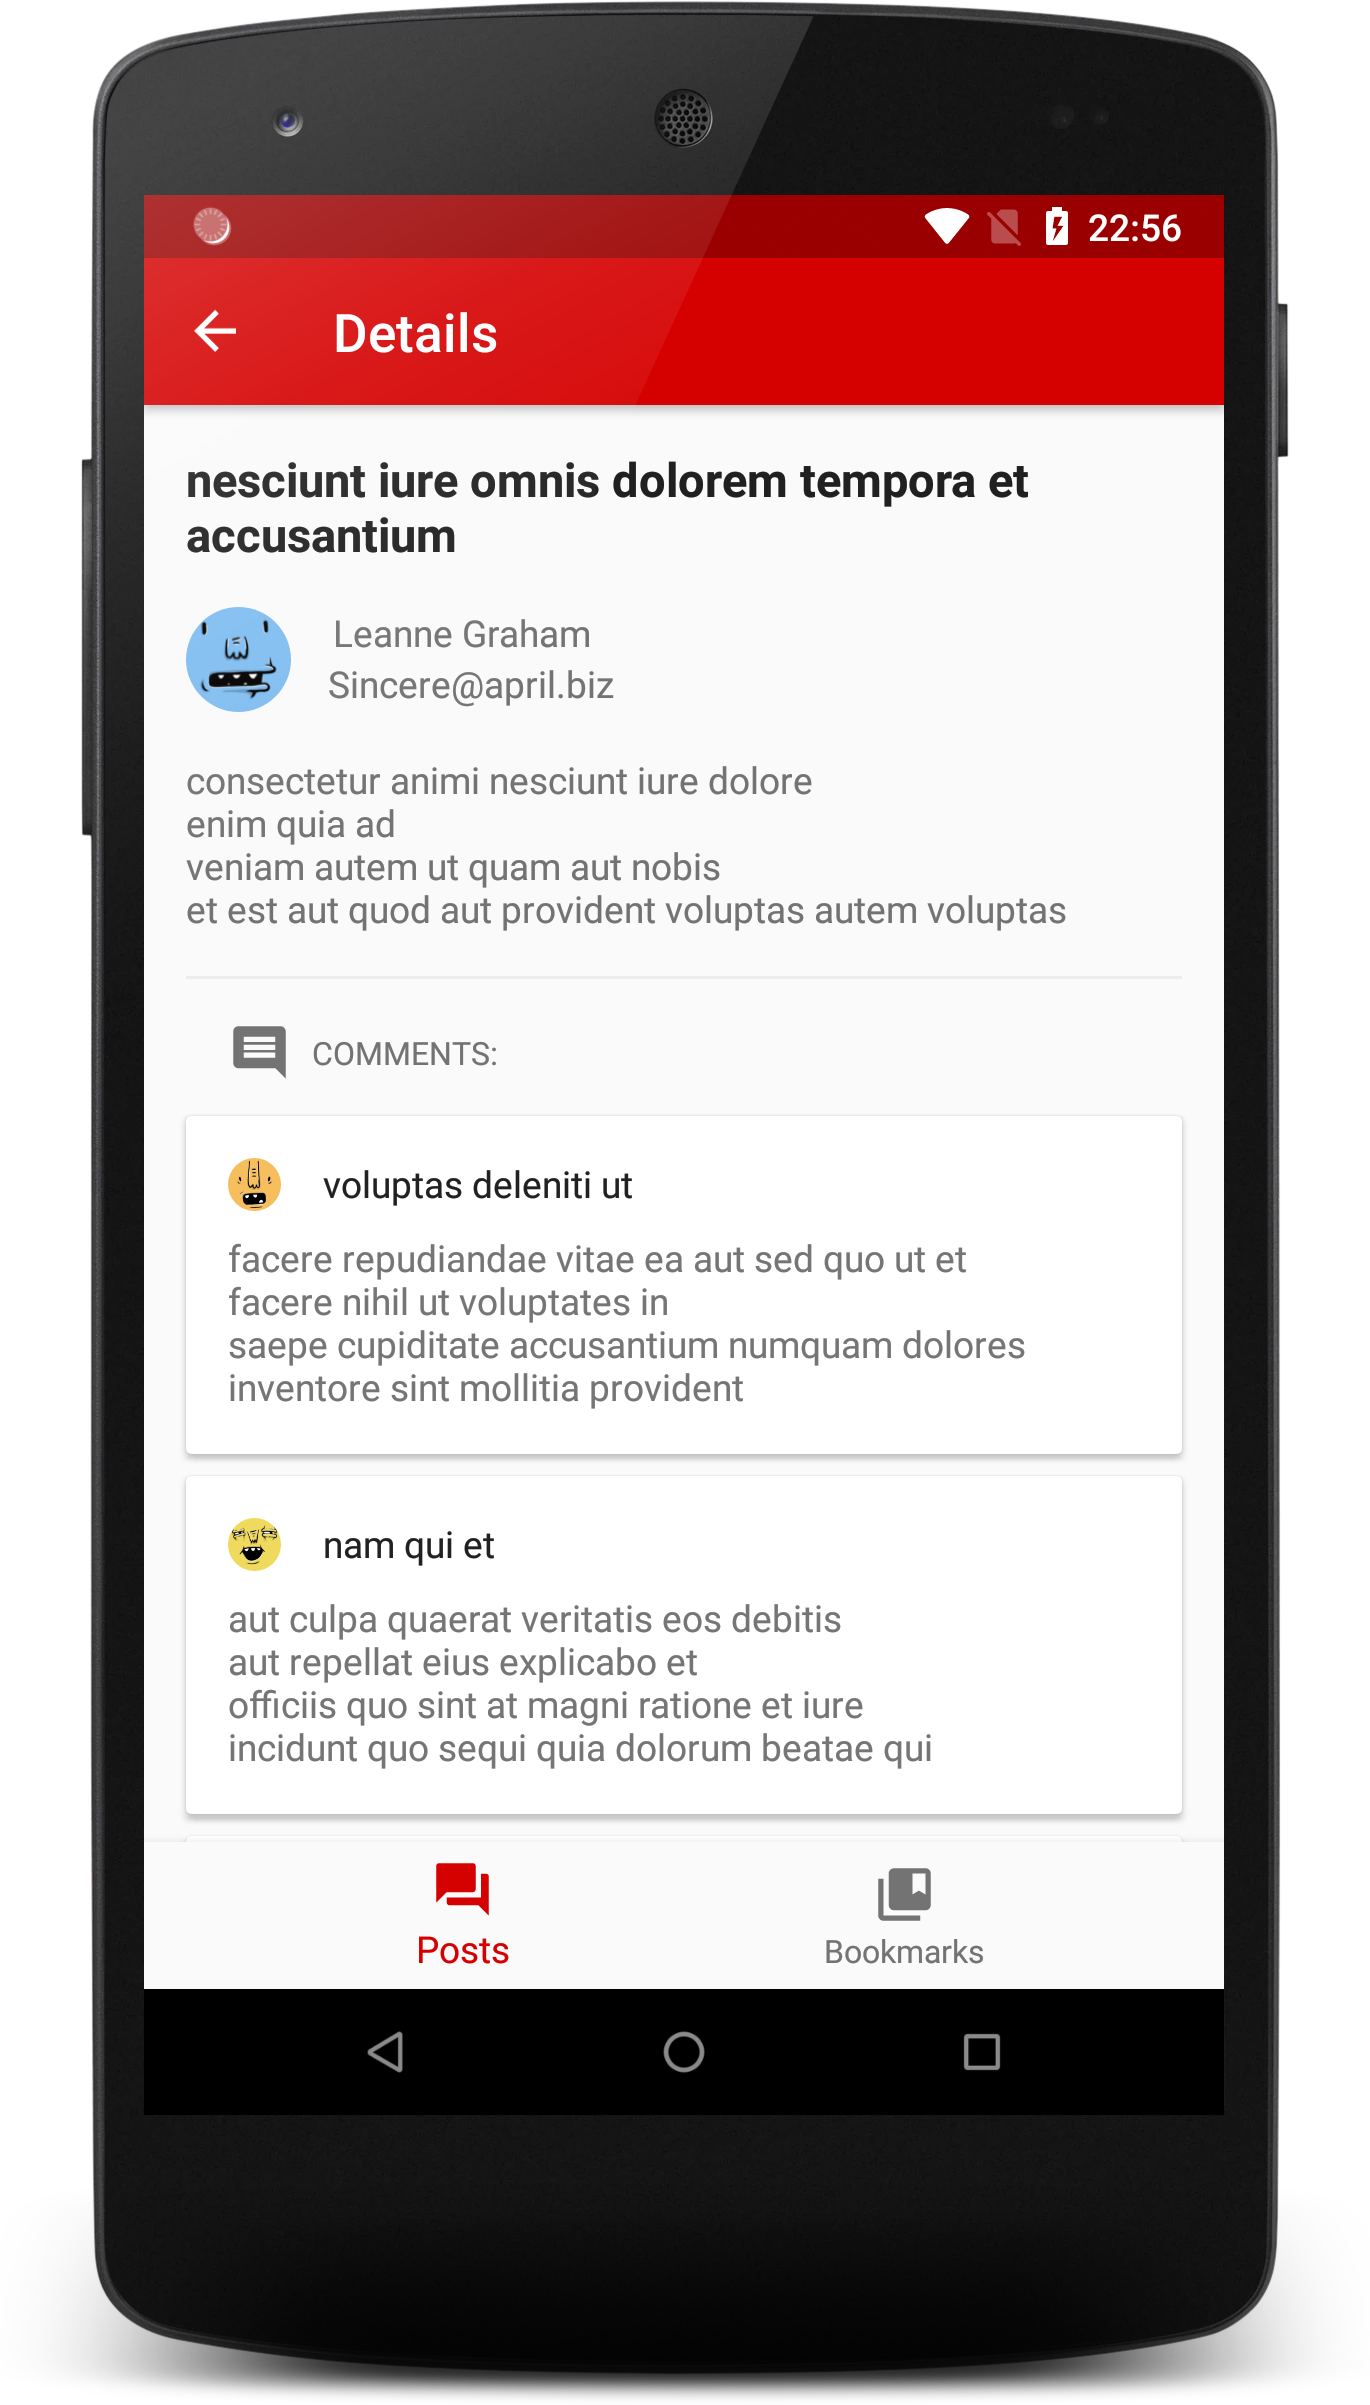 22:56
Details
nesciunt iure omnis dolorem tempora et
accusantium
Leanne Graham
Sincere@april.biz
consectetur animi nesciunt iure dolore
enim quia ad
veniam autem ut quam aut nobis
et est aut quod aut provident voluptas autem voluptas
COMMENTS:
voluptas deleniti ut
facere repudiandae vitae ea aut sed quo ut et
facere nihil ut voluptates in
saepe cupiditate accusantium numquam dolores
inventore sint mollitia provident
nam qui et
aut culpa quaerat veritatis eos debitis
aut repellat eius explicabo et
officiis quo sint at magni ratione et iure
incidunt quo sequi quia dolorum beatae qui
Posts
Bookmarks